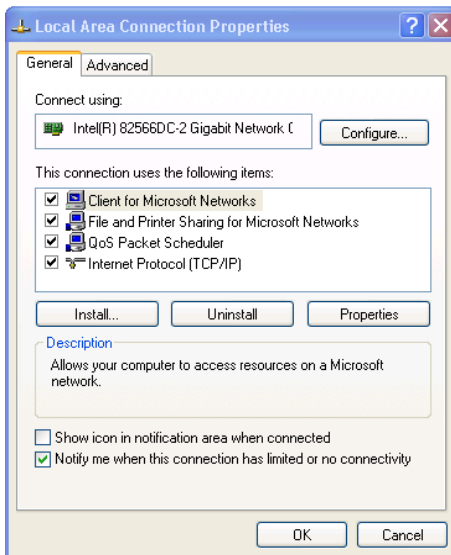 Local Area Connection Properties
General Advanced
Connect using:
Intel(R) 82566DC-2 Gigabit Network C
Configure...
This connection uses the following items:
Client for Microsoft Networks
File and Printer Sharing for Microsoft Networks
QoS Packet Scheduler
Internet Protocol (TCP/IP)
Install... Uninstall Properties
Description
Allows your computer to access resources on a Microsoft
network.
Show icon in notification area when connected
Notify me when this connection has limited or no connectivity
OK Cancel